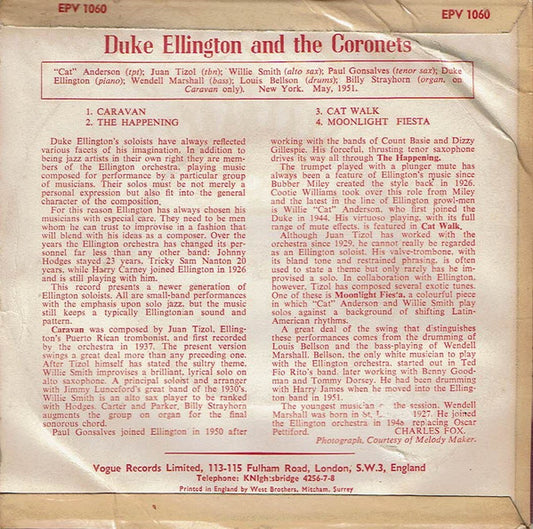 EPV 1060 EPV 1060
Duke Ellington and the Coronets
"Cat" Anderson (tpt); Juan Tizol (tbn); Willie Smith (alto sax); Paul Gonsalves (tenor sax); Duke
Ellington (piano); Wendell Marshall (bass); Louis Bellson (drums); Billy Strayhorn (organ, on
Caravan only). New York. May, 1951.
1. CARAVAN
2. THE HAPPENING
3. CAT WALK
4. MOONLIGHT FIESTA
Duke Ellington's soloists have always reflected
various facets of his imagination. In addition to
being jazz artists in their own right they are mem-
bers of the Ellington orchestra, playing music
composed for performance by a particular group
of musicians. Their solos must be not merely a
personal expression but also fit into the general
character of the composition.
For this reason Ellington has always chosen his
musicians with especial care. They need to be men
whom he can trust to improvise in a fashion that
will blend with his ideas as a composer. Over the
years the Ellington orchestra has changed its per-
sonnel far less than any other band: Johnny
Hodges stayed 23 years, Tricky Sam Nanton 20
years, while Harry Carney joined Ellington in 1926
and is still playing with him.
This record presents a newer generation of
Ellington soloists. All are small-band performances
with the emphasis upon solo jazz, but the music
still keeps a typically Ellingtonian sound and
pattern.
Caravan was composed by Juan Tizol, Elling-
ton's Puerto Rican trombonist, and first recorded
by the orchestra in 1937. The present version
swings a great deal more than any preceding one.
After Tizol himself has stated the sultry theme,
Willie Smith improvises a brilliant, lyrical solo on
alto saxophone. A principal soloist and arranger
with Jimmy Lunceford's great band of the 1930's,
Willie Smith is an alto sax player to be ranked
with Hodges, Carter and Parker, Billy Strayhorn
augments the group on organ for the final
sonorous chord.
Paul Gonsalves joined Ellington in 1950 after
working with the bands of Count Basie and Dizzy
Gillespie. His forceful, thrusting tenor saxophone
drives its way all through The Happening.
The trumpet played with a plunger mute has
always been a feature of Ellington's music since
Bubber Miley created the style back in 1926.
Cootie Williams took over this role from Miley
and the latest in the line of Ellington growl-men
is Willie "Cat" Anderson, who first joined the
Duke in 1944. His virtuoso playing, with its full
range of mute effects, is featured in Cat Walk.
Although Juan Tizol has worked with the
orchestra since 1929, he cannot really be regarded
as an Ellington soloist. His valve-trombone, with
its bland tone and restrained phrasing, is often
used to state a theme but only rarely has he im-
provised a solo. In collaboration with Ellington,
however, Tizol has composed several exotic tunes.
One of these is Moonlight Fiesta, a colourful piece
in which "Cat" Anderson and Willie Smith play
solos against a background of shifting Latin-
American rhythms.
A great deal of the swing that distinguishes
these performances comes from the drumming of
Louis Bellson and the bass-playing of Wendell
Marshall. Bellson, the only white musician to play
with the Ellington orchestra, started out in Ted
Fio Rito's band, later working with Benny Good-
man and Tommy Dorsey. He had been drumming
with Harry James when he moved into the Elling-
ton band in 1951.
The youngest musician the session, Wendell
Marshall was born in St. 1927. He joined
the Ellington orchestra in 1948 replacing Oscar
Pettiford. CHARLES FOX.
Photograph, Courtesy of Melody Maker.
Vogue Records Limited, 113-115 Fulham Road, London, S.W.3, England
Telephone: KNIghtsbridge 4256-7-8
Printed in England by West Brothers, Mitcham, Surrey